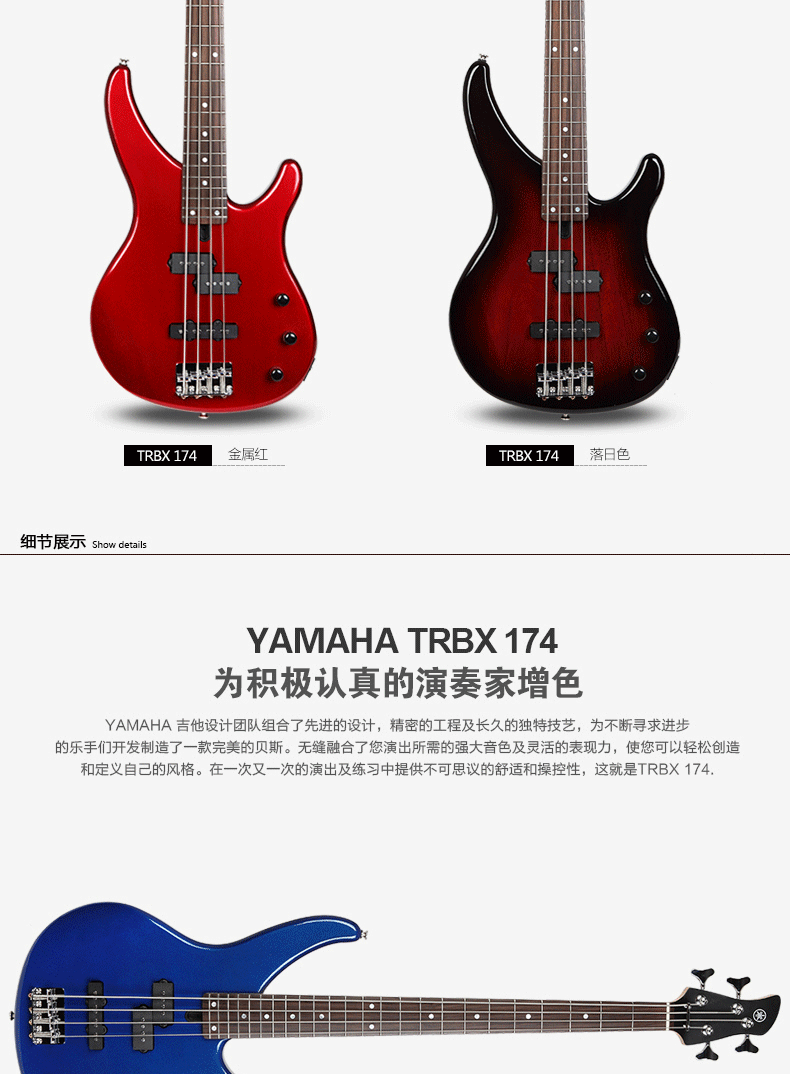 TRBX 174 金属红
TRBX 174 落日色
细节展示 Show details
YAMAHA TRBX 174
为积极认真的演奏家增色
YAMAHA 吉他设计团队组合了先进的设计，精密的工程及长久的独特技艺，为不断寻求进步
的乐手们开发制造了一款完美的贝斯。无缝融合了您演出所需的强大音色及灵活的表现力，使您可以轻松创造
和定义自己的风格。在一次又一次的演出及练习中提供不可思议的舒适和操控性，这就是TRBX 174.